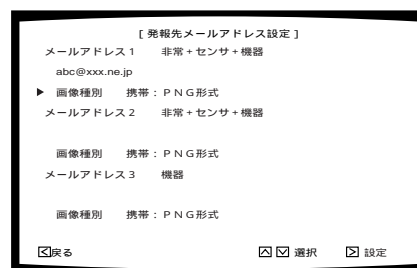 [ 発報先メールアドレス設定 ]
メールアドレス1 非常+センサ+機器
abc@xxx.ne.jp
▶ 画像種別 携帯:PNG形式
メールアドレス2 非常+センサ+機器
画像種別 携帯:PNG形式
メールアドレス3 機器
画像種別 携帯:PNG形式
戻る 選択 設定